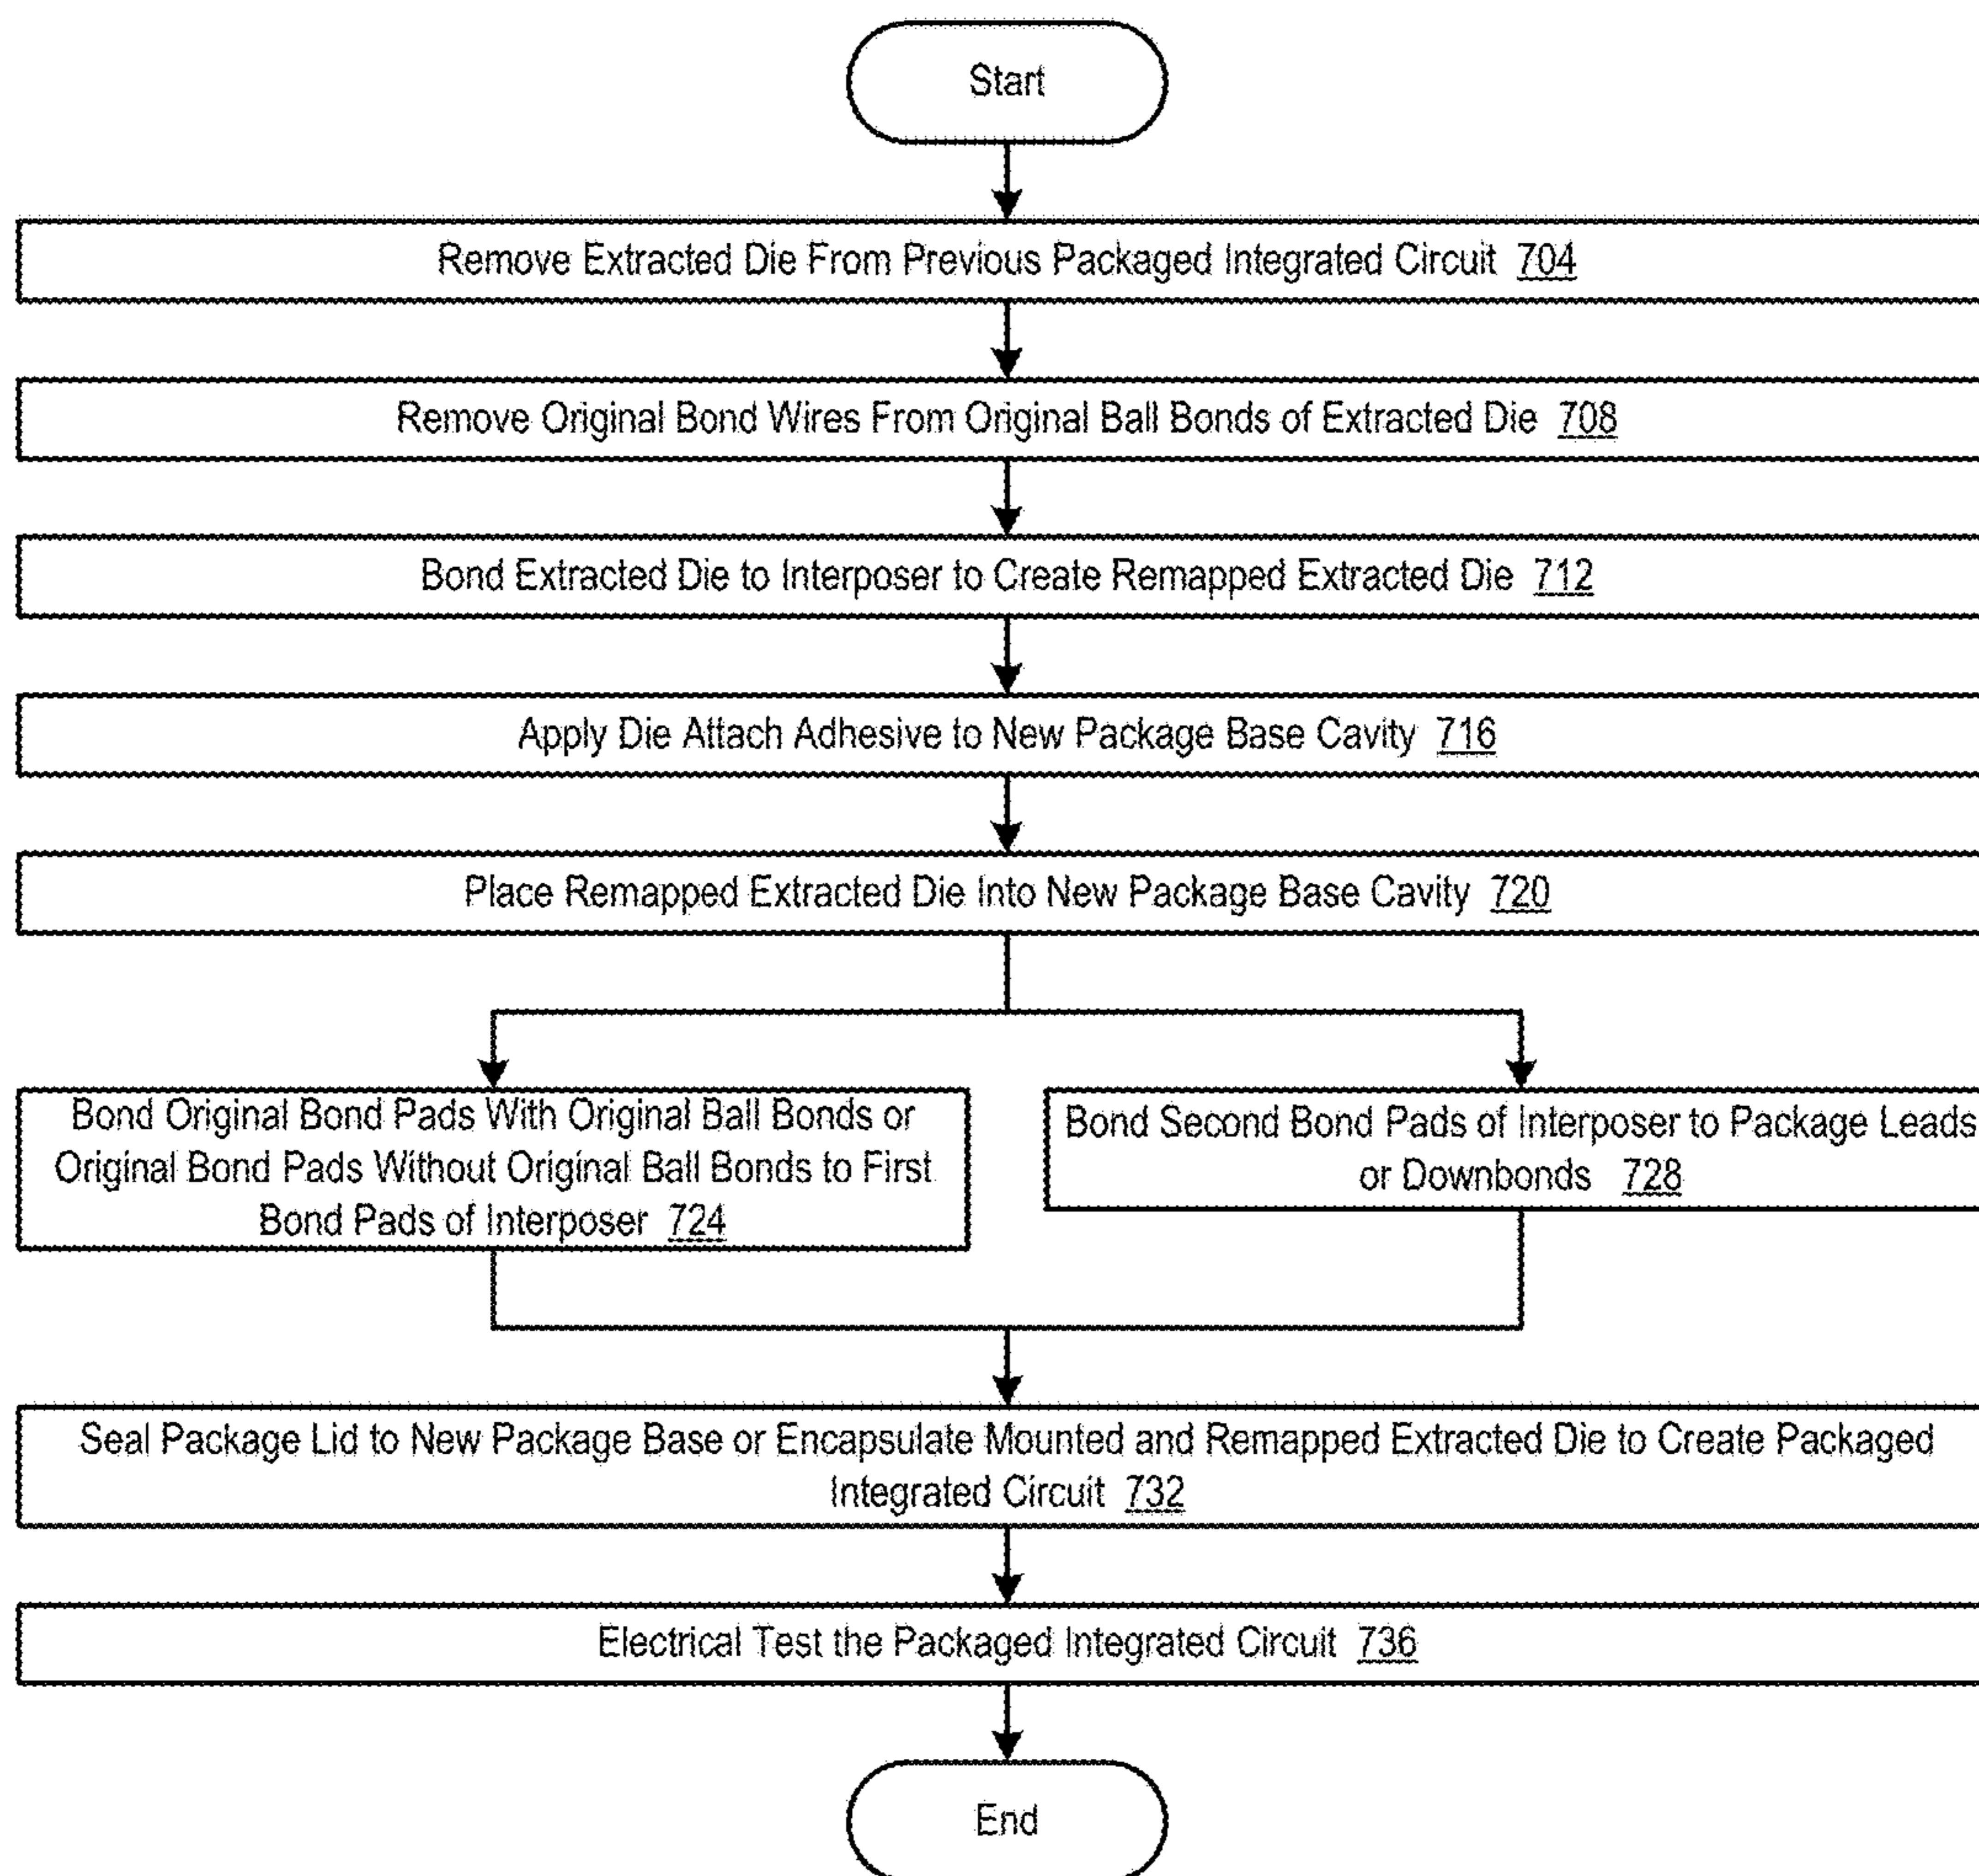 Start
Remove Extracted Die From Previous Packaged Integrated Circuit 704
Remove Original Bond Wires From Original Ball Bonds of Extracted Die 708
Bond Extracted Die to Interposer to Create Remapped Extracted Die 712
Apply Die Attach Adhesive to New Package Base Cavity 716
Place Remapped Extracted Die Into New Package Base Cavity 720
Bond Original Bond Pads With Original Ball Bonds or
Original Bond Pads Without Original Ball Bonds to First
Bond Pads of Interposer 724
Bond Second Bond Pads of Interposer to Package Leads
or Downbonds 728
Seal Package Lid to New Package Base or Encapsulate Mounted and Remapped Extracted Die to Create Packaged
Integrated Circuit 732
Electrical Test the Packaged Integrated Circuit 736
End